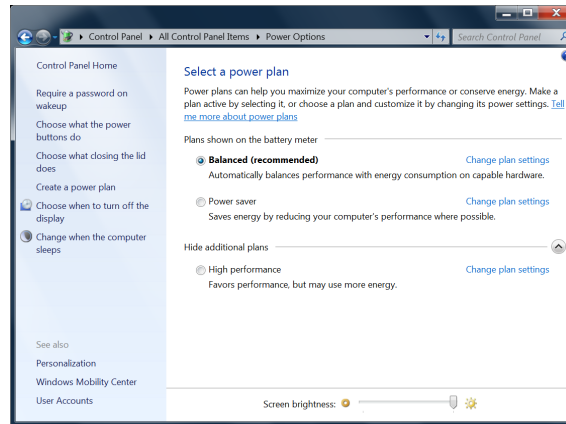 Control Panel ▸ All Control Panel Items ▸ Power Options
Search Control Panel
Control Panel Home
Require a password on
wakeup
Choose what the power
buttons do
Choose what closing the lid
does
Create a power plan
Choose when to turn off the
display
Change when the computer
sleeps
See also
Personalization
Windows Mobility Center
User Accounts
Select a power plan
Power plans can help you maximize your computer's performance or conserve energy. Make a
plan active by selecting it, or choose a plan and customize it by changing its power settings. Tell
me more about power plans
Plans shown on the battery meter
Balanced (recommended) Change plan settings
Automatically balances performance with energy consumption on capable hardware.
Power saver Change plan settings
Saves energy by reducing your computer's performance where possible.
Hide additional plans
High performance Change plan settings
Favors performance, but may use more energy.
Screen brightness: